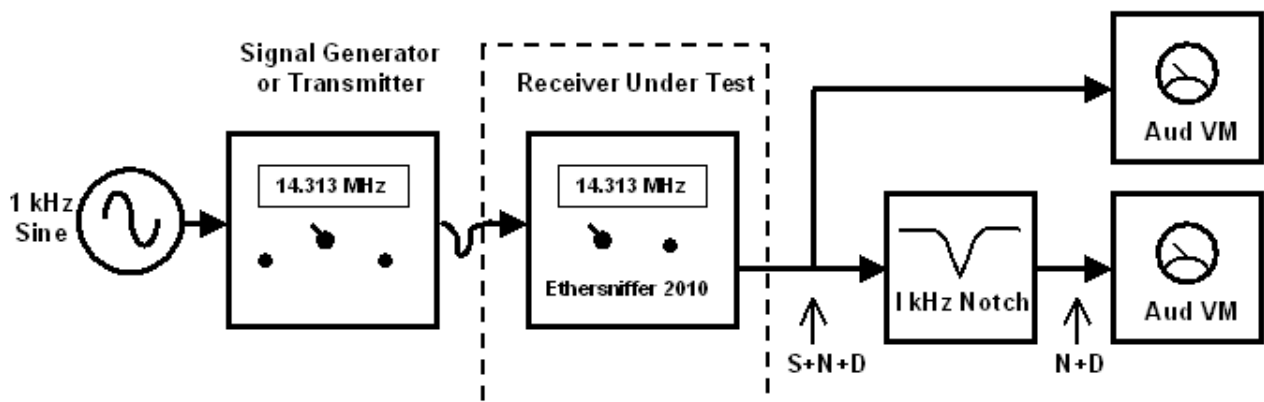 Signal Generator
or Transmitter
Receiver Under Test
Aud VM
1 kHz
Sine
14.313 MHz
14.313 MHz
Ethersniffer 2010
1 kHz Notch
Aud VM
S+N+D
N+D